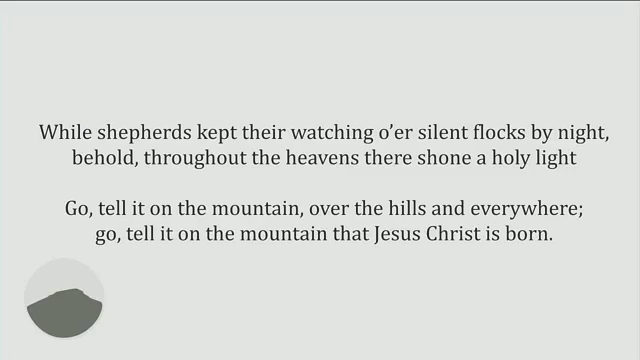 While shepherds kept their watching o’er silent flocks by night,
behold, throughout the heavens there shone a holy light
Go, tell it on the mountain, over the hills and everywhere;
go, tell it on the mountain that Jesus Christ is born.